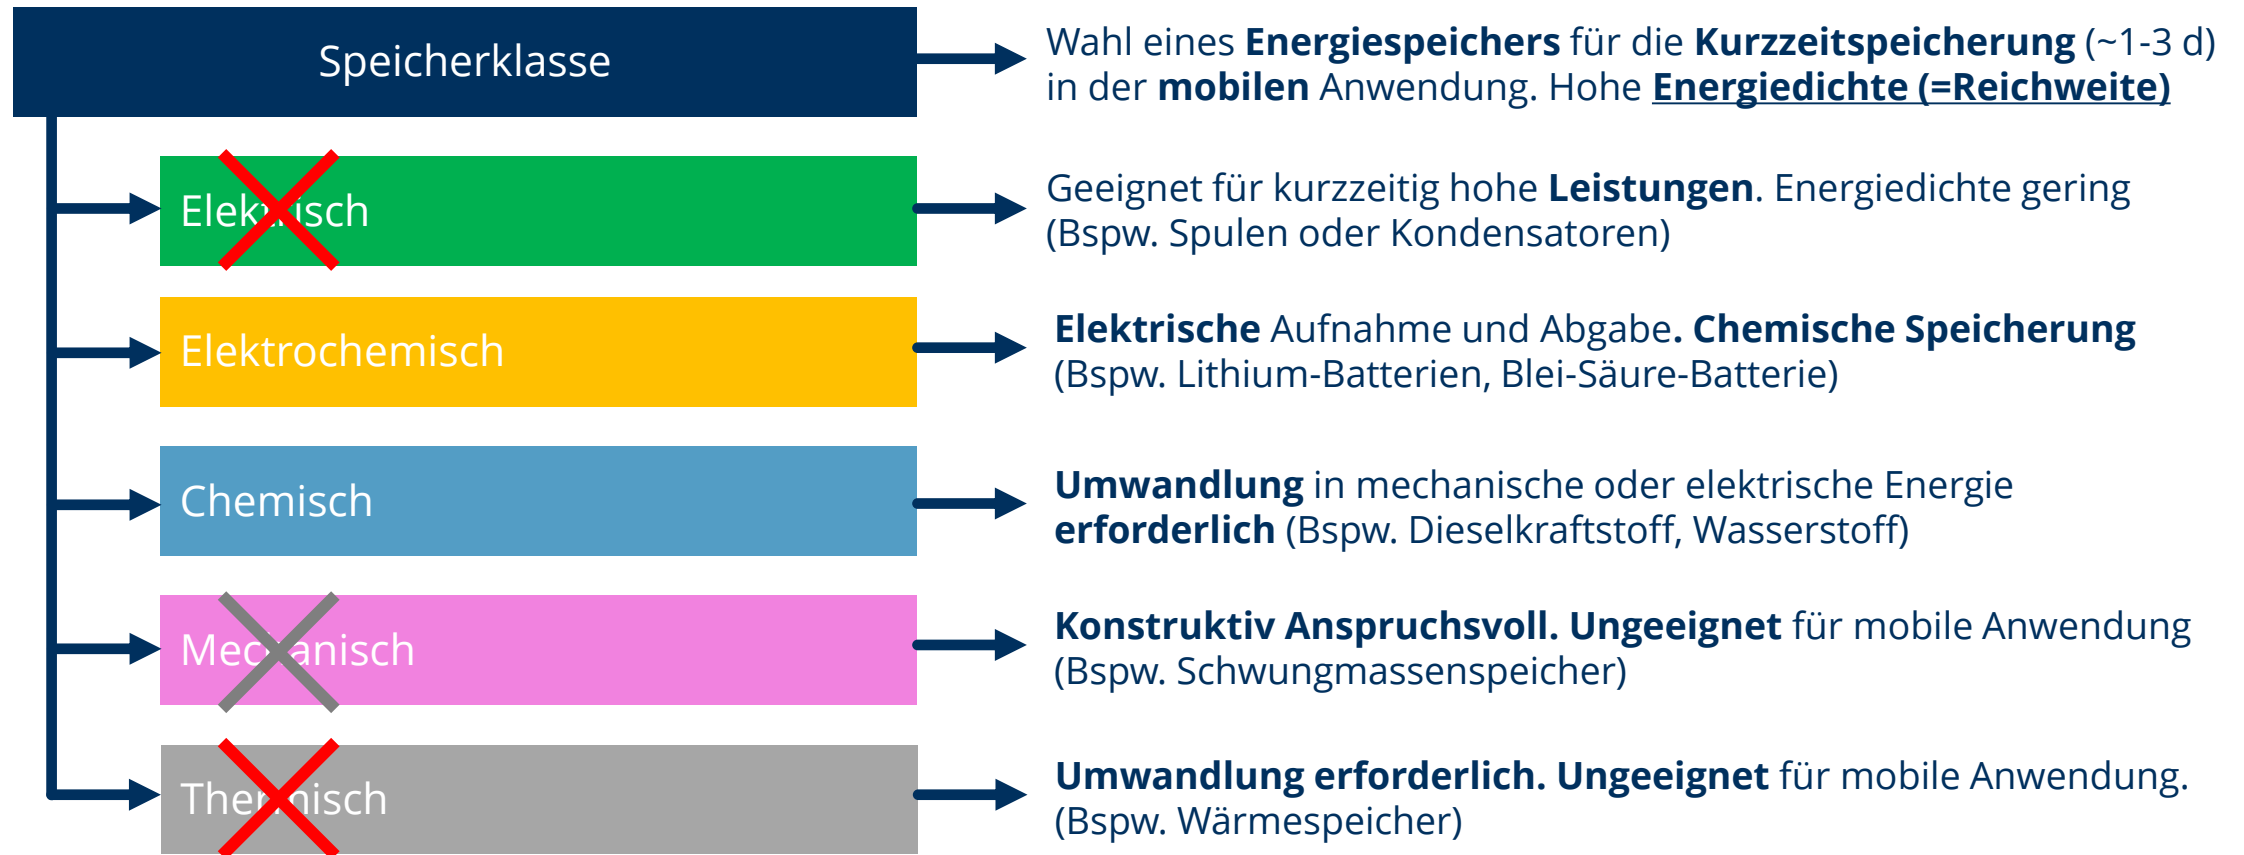 Speicherklasse
Wahl eines Energiespeichers für die Kurzzeitspeicherung (~1-3 d)
in der mobilen Anwendung. Hohe Energiedichte (=Reichweite)
Elektrisch
Geeignet für kurzzeitig hohe Leistungen. Energiedichte gering
(Bspw. Spulen oder Kondensatoren)
Elektrochemisch
Elektrische Aufnahme und Abgabe. Chemische Speicherung
(Bspw. Lithium-Batterien, Blei-Säure-Batterie)
Chemisch
Umwandlung in mechanische oder elektrische Energie
erforderlich (Bspw. Dieselkraftstoff, Wasserstoff)
Mechanisch
Konstruktiv Anspruchsvoll. Ungeeignet für mobile Anwendung
(Bspw. Schwungmassenspeicher)
Thermisch
Umwandlung erforderlich. Ungeeignet für mobile Anwendung.
(Bspw. Wärmespeicher)